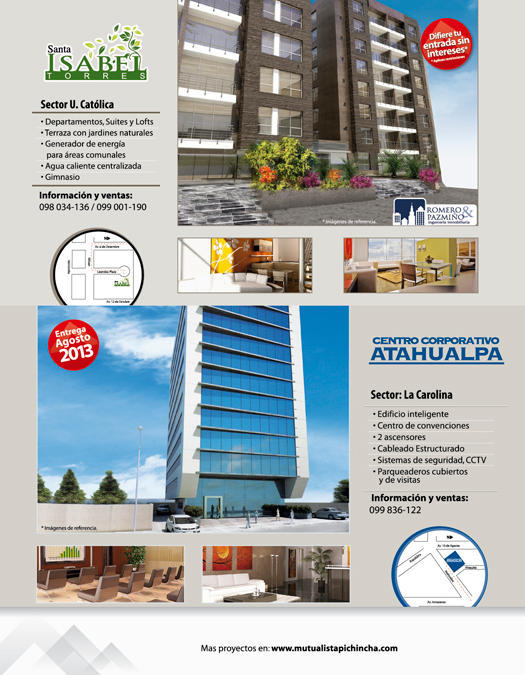 Santa
ISABEL
TORRES
Difiere tu
entrada sin
intereses*
* Aplican restricciones
Sector U. Católica
• Departamentos, Suites y Lofts
• Terraza con jardines naturales
• Generador de energía
para áreas comunales
• Agua caliente centralizada
• Gimnasio
Información y ventas:
098 034-136 / 099 001-190
* Imágenes de referencia.
ROMERO &
PAZMIÑO
ingeniería inmobiliaria
N
Av. 6 de Diciembre
Leonidas Plaza
ISABEL
Av. 12 de Octubre
Entrega
Agosto
2013
CENTRO CORPORATIVO
ATAHUALPA
Sector: La Carolina
• Edificio inteligente
• Centro de convenciones
• 2 ascensores
• Cableado Estructurado
• Sistemas de seguridad, CCTV
• Parqueaderos cubiertos
y de visitas
Información y ventas:
099 836-122
* Imágenes de referencia.
N
Av. 10 de Agosto
Av. Amazonas
Mas proyectos en: www.mutualistapichincha.com